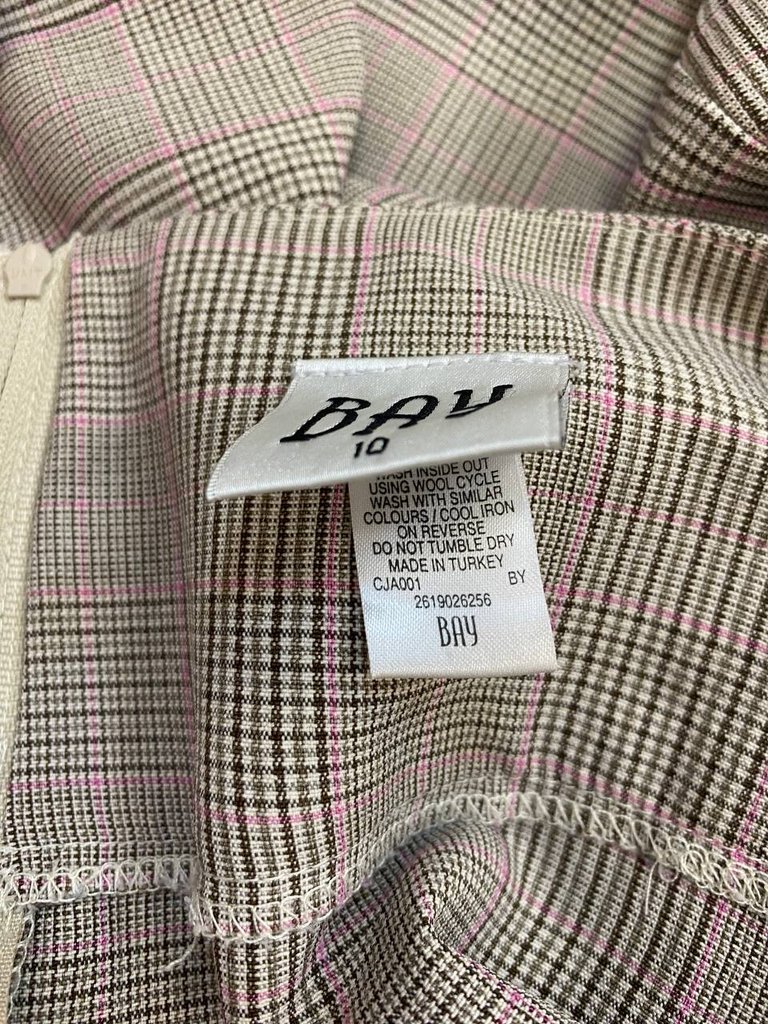 BAY
10
WASH INSIDE OUT
USING WOOL CYCLE
WASH WITH SIMILAR
COLOURS / COOL IRON
ON REVERSE
DO NOT TUMBLE DRY
MADE IN TURKEY
CJA001 BY
2619026256
BAY